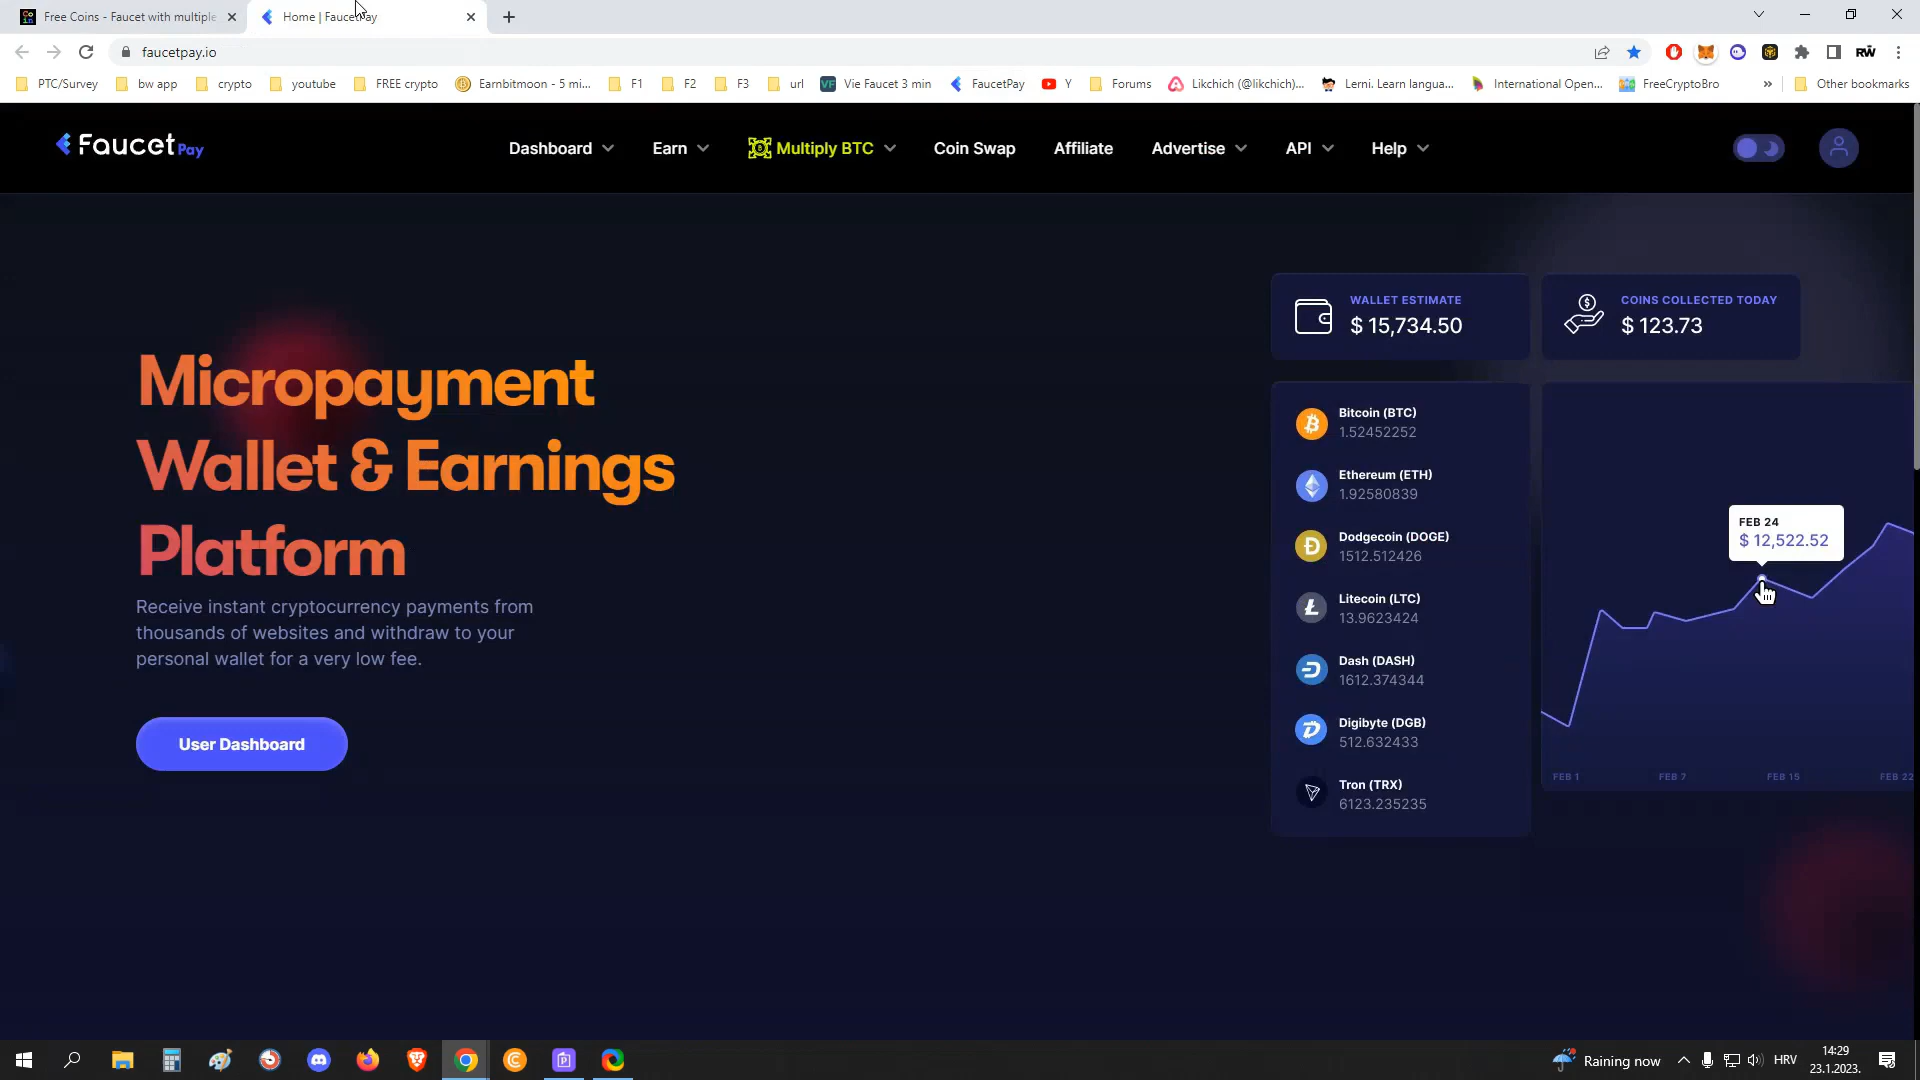 Free Coins - Faucet with multiple
Home | FaucetPay
faucetpay.io
PTC/Survey
bw app
crypto
youtube
FREE crypto
Earnbitmoon - 5 mi...
F1
F2
F3
url
VF
Vie Faucet 3 min
FaucetPay
Y
Forums
Likchich (@likchich)...
Lerni. Learn langua...
International Open...
FreeCryptoBro
»
Other bookmarks
Faucet Pay
Dashboard
Earn
Multiply BTC
Coin Swap
Affiliate
Advertise
API
Help
Micropayment
Wallet & Earnings
Platform
Receive instant cryptocurrency payments from
thousands of websites and withdraw to your
personal wallet for a very low fee.
User Dashboard
WALLET ESTIMATE
$ 15,734.50
COINS COLLECTED TODAY
$ 123.73
Bitcoin (BTC)
1.52452252
Ethereum (ETH)
1.92580839
Dodgecoin (DOGE)
1512.512426
Litecoin (LTC)
13.9623424
Dash (DASH)
1612.374344
Digibyte (DGB)
512.632433
Tron (TRX)
6123.235235
FEB 24
$ 12,522.52
FEB 1
FEB 7
FEB 15
FEB 22
Raining now
HRV
14:29
23.1.2023.